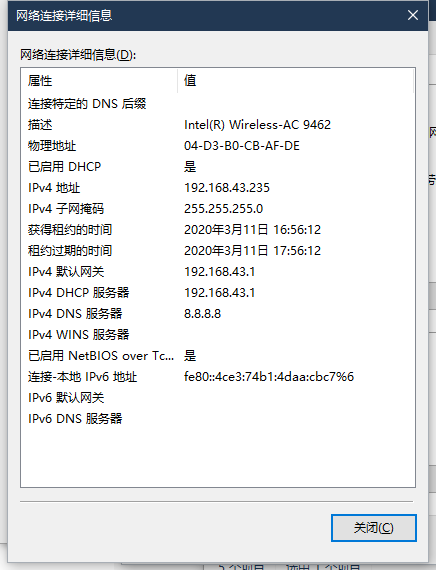 网络连接详细信息
网络连接详细信息(D):
属性 值
连接特定的 DNS 后缀
描述 Intel(R) Wireless-AC 9462
物理地址 04-D3-B0-CB-AF-DE
已启用 DHCP 是
IPv4 地址 192.168.43.235
IPv4 子网掩码 255.255.255.0
获得租约的时间 2020年3月11日 16:56:12
租约过期的时间 2020年3月11日 17:56:12
IPv4 默认网关 192.168.43.1
IPv4 DHCP 服务器 192.168.43.1
IPv4 DNS 服务器 8.8.8.8
IPv4 WINS 服务器
已启用 NetBIOS over Tc... 是
连接-本地 IPv6 地址 fe80::4ce3:74b1:4daa:cbc7%6
IPv6 默认网关
IPv6 DNS 服务器
关闭(C)